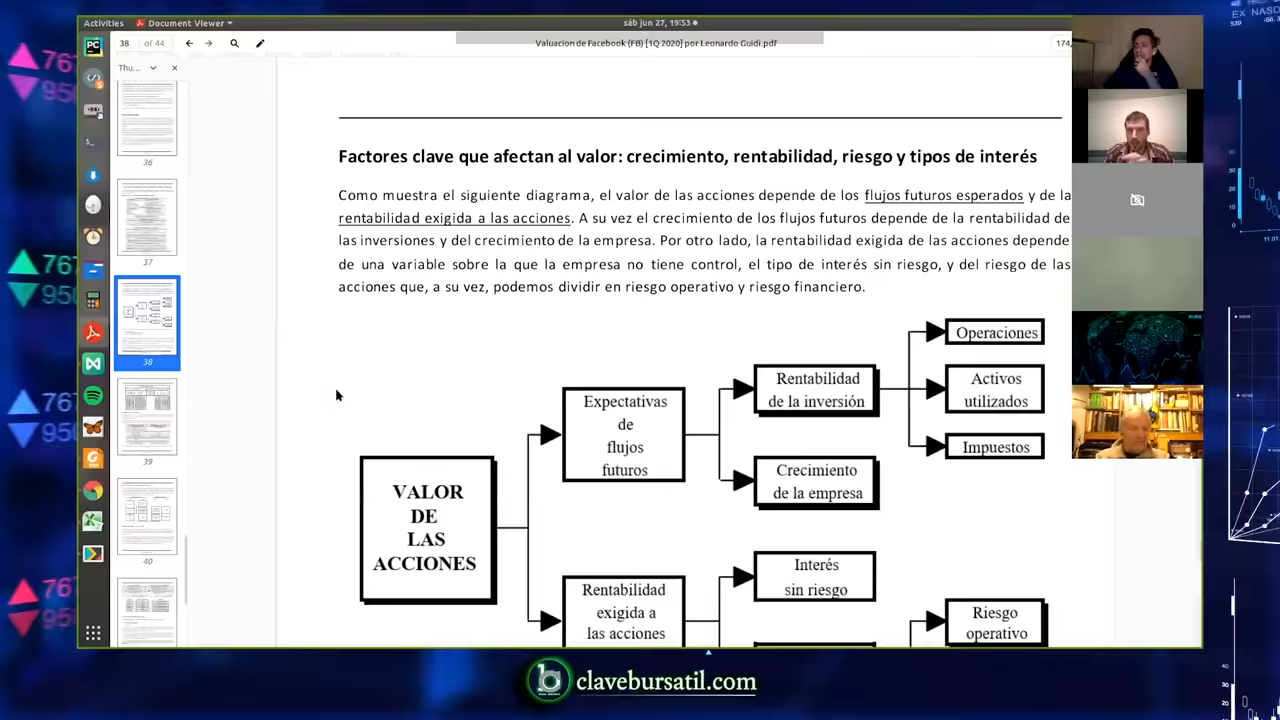 Activities
Document Viewer
sáb jun 27, 19:53
EX NASD
38
of 44
Valuacion de Facebook (FB) [1Q 2020] por Leonardo Guidi.pdf
174,
Thu...
36
37
38
39
40
Factores clave que afectan al valor: crecimiento, rentabilidad, riesgo y tipos de interés
Como muestra el siguiente diagrama, el valor de las acciones depende de los flujos futuros esperados y de la
rentabilidad exigida a las acciones. A su vez el crecimiento de los flujos futuros depende de la rentabilidad de
las inversiones y del crecimiento de la empresa. Por otro lado, la rentabilidad exigida de las acciones depende
de una variable sobre la que la empresa no tiene control, el tipo de interés sin riesgo, y del riesgo de las
acciones que, a su vez, podemos dividir en riesgo operativo y riesgo financiero.
VALOR
DE
LAS
ACCIONES
Expectativas
de
flujos
futuros
Rentabilidad
de la inversión
Operaciones
Activos
utilizados
Impuestos
Crecimiento
de la empresa
Rentabilidad
exigida a
las acciones
Interés
sin riesgo
Riesgo
operativo
clavebursatil.com